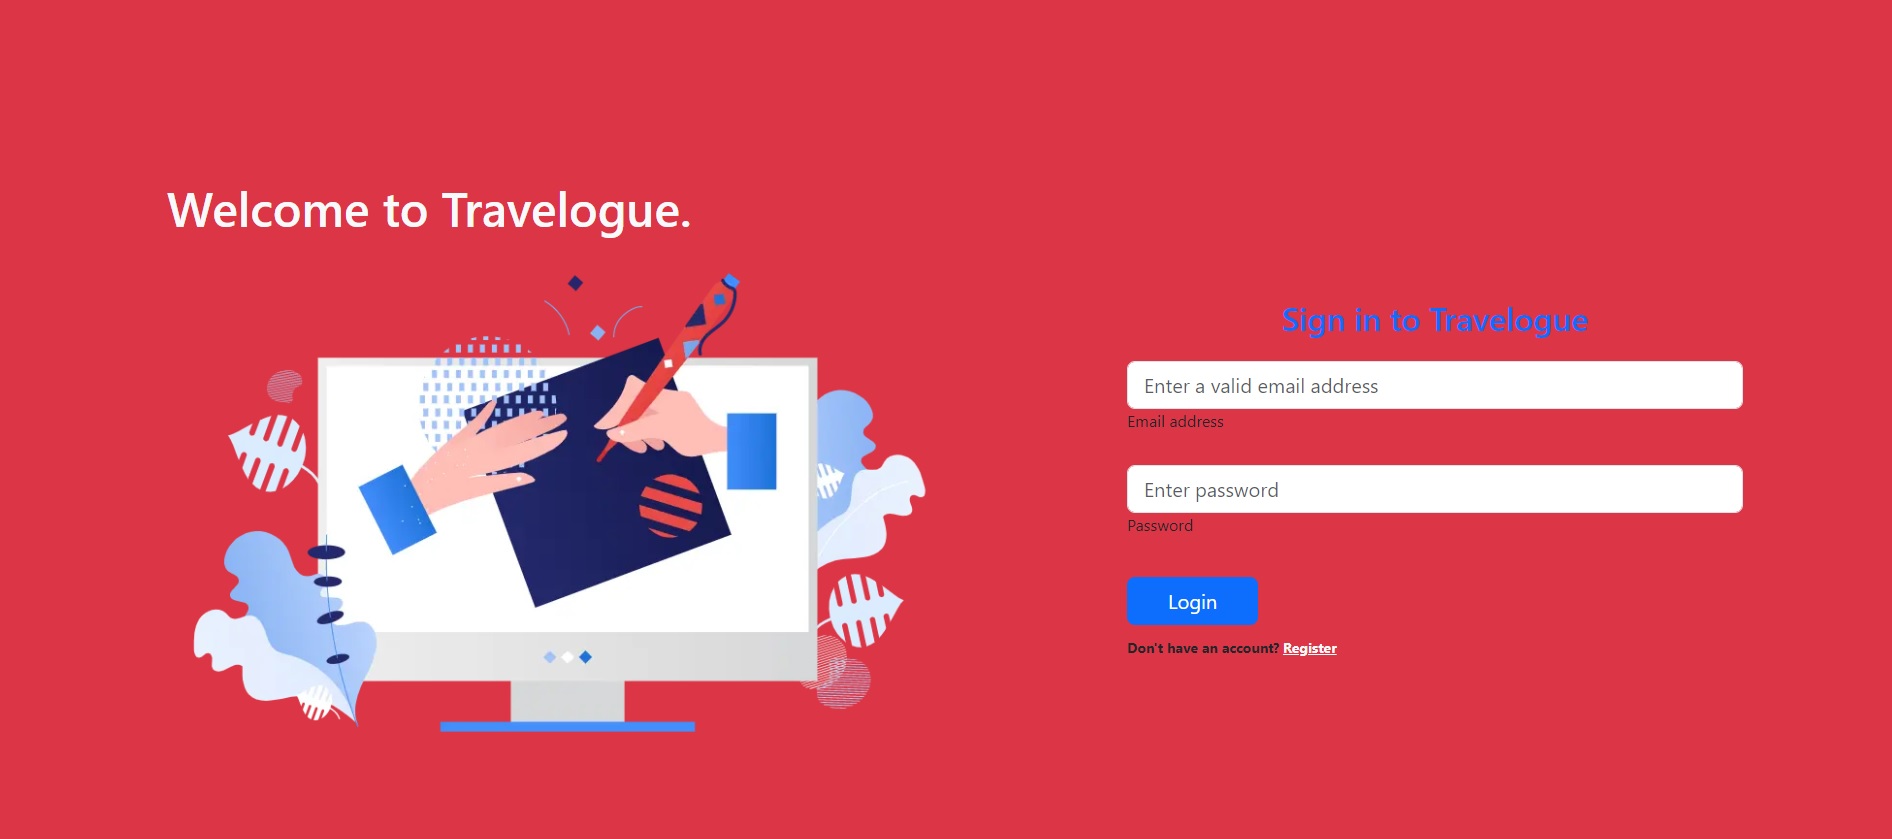 Welcome to Travelogue.
Sign in to Travelogue
Enter a valid email address
Email address
Enter password
Password
Login
Don't have an account? Register